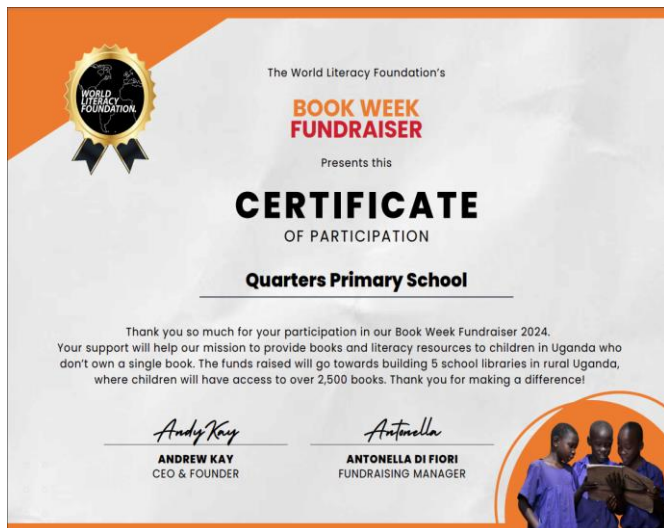 WORLD
LITERACY
FOUNDATION.
The World Literacy Foundation's
BOOK WEEK
FUNDRAISER
Presents this
CERTIFICATE
OF PARTICIPATION
Quarters Primary School
Thank you so much for your participation in our Book Week Fundraiser 2024.
Your support will help our mission to provide books and literacy resources to children in Uganda who
don't own a single book. The funds raised will go towards building 5 school libraries in rural Uganda,
where children will have access to over 2,500 books. Thank you for making a difference!
Andy Kay
Antonella
ANDREW KAY
ANTONELLA DI FIORI
CEO & FOUNDER
FUNDRAISING MANAGER